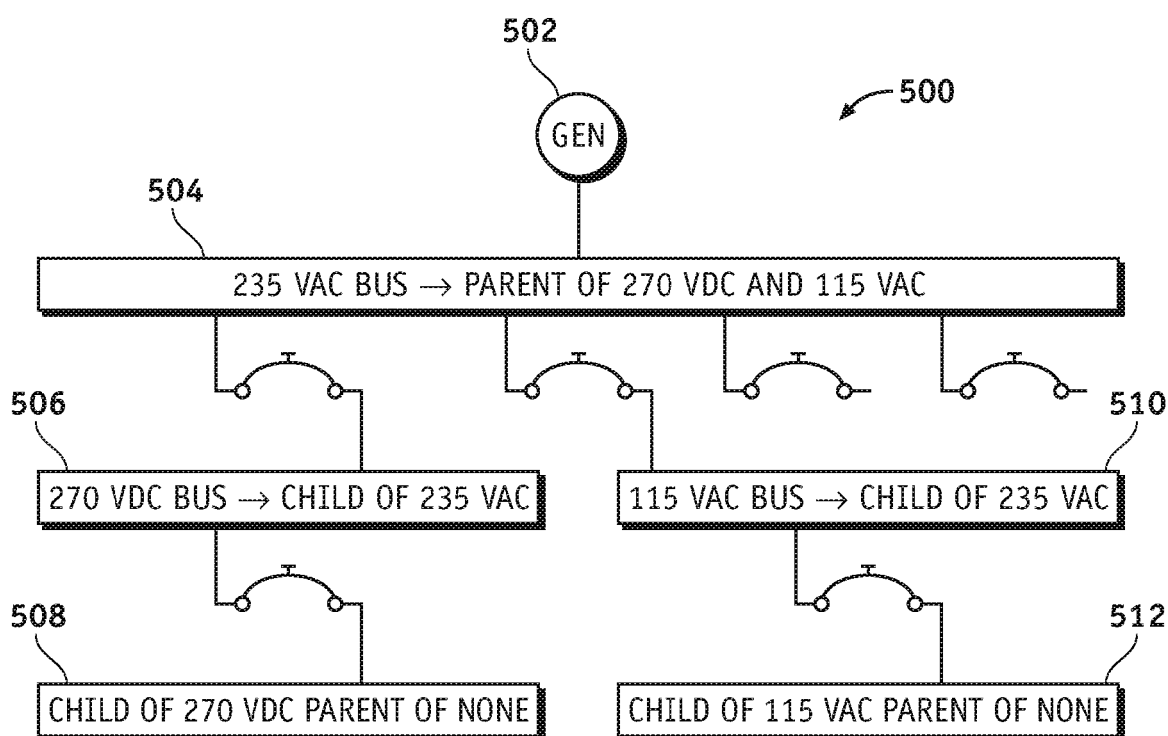 502
500
GEN
504
235 VAC BUS → PARENT OF 270 VDC AND 115 VAC
506
510
270 VDC BUS → CHILD OF 235 VAC
115 VAC BUS → CHILD OF 235 VAC
508
512
CHILD OF 270 VDC PARENT OF NONE
CHILD OF 115 VAC PARENT OF NONE